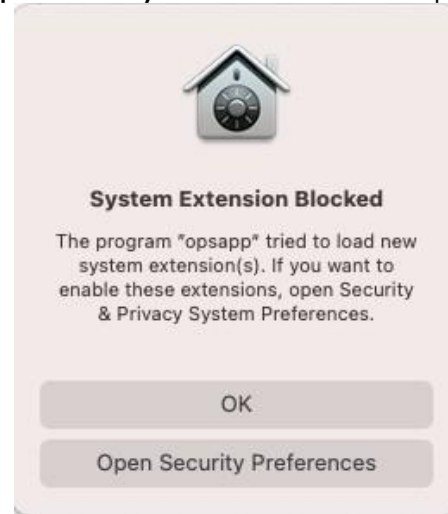 System Extension Blocked
The program "opsapp" tried to load new
system extension(s). If you want to
enable these extensions, open Security
& Privacy System Preferences.
OK
Open Security Preferences